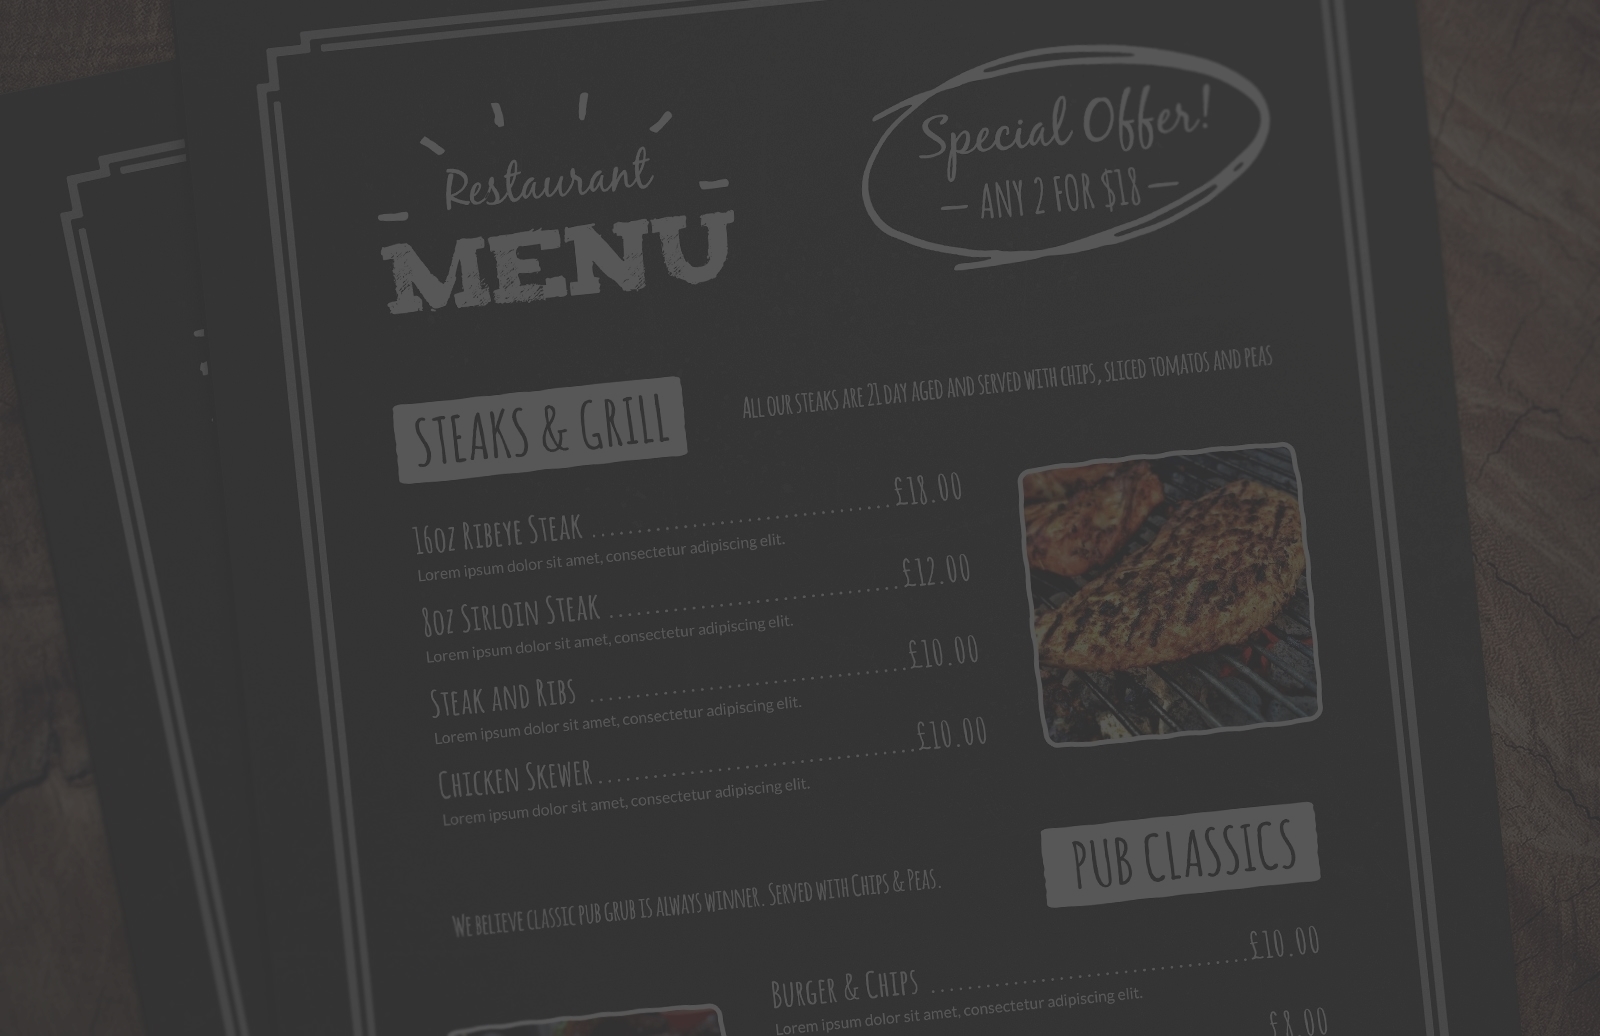 Restaurant
MENU
Special Offer!
— ANY 2 FOR $18 —
STEAKS & GRILL
ALL OUR STEAKS ARE 21 DAY AGED AND SERVED WITH CHIPS, SLICED TOMATOS AND PEAS
16OZ RIBEYE STEAK ........................................ £18.00
Lorem ipsum dolor sit amet, consectetur adipiscing elit.
8OZ SIRLOIN STEAK ........................................ £12.00
Lorem ipsum dolor sit amet, consectetur adipiscing elit.
STEAK AND RIBS ........................................ £10.00
Lorem ipsum dolor sit amet, consectetur adipiscing elit.
CHICKEN SKEWER ........................................ £10.00
Lorem ipsum dolor sit amet, consectetur adipiscing elit.
PUB CLASSICS
WE BELIEVE CLASSIC PUB GRUB IS ALWAYS WINNER. SERVED WITH CHIPS & PEAS.
BURGER & CHIPS ........................................ £10.00
Lorem ipsum dolor sit amet, consectetur adipiscing elit.
£8.00